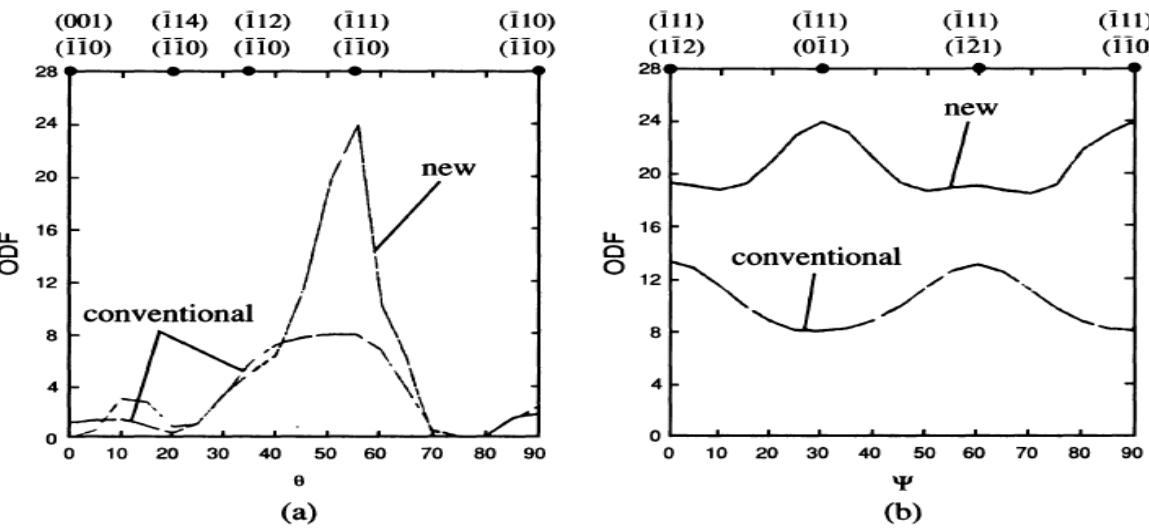 (001) (1̄14) (1̄12) (1̄11) (1̄10)
(1̄1̄0) (1̄1̄0) (1̄1̄0) (1̄1̄0) (1̄1̄0)
28
24
20
16
12
8
4
0
ODF
new
conventional
0 10 20 30 40 50 60 70 80 90
θ
(a)
(1̄11) (1̄11) (1̄11) (1̄11)
(11̄2) (01̄1) (1̄2̄1) (1̄1̄0)
28
24
20
16
12
8
4
0
ODF
new
conventional
0 10 20 30 40 50 60 70 80 90
Ψ
(b)